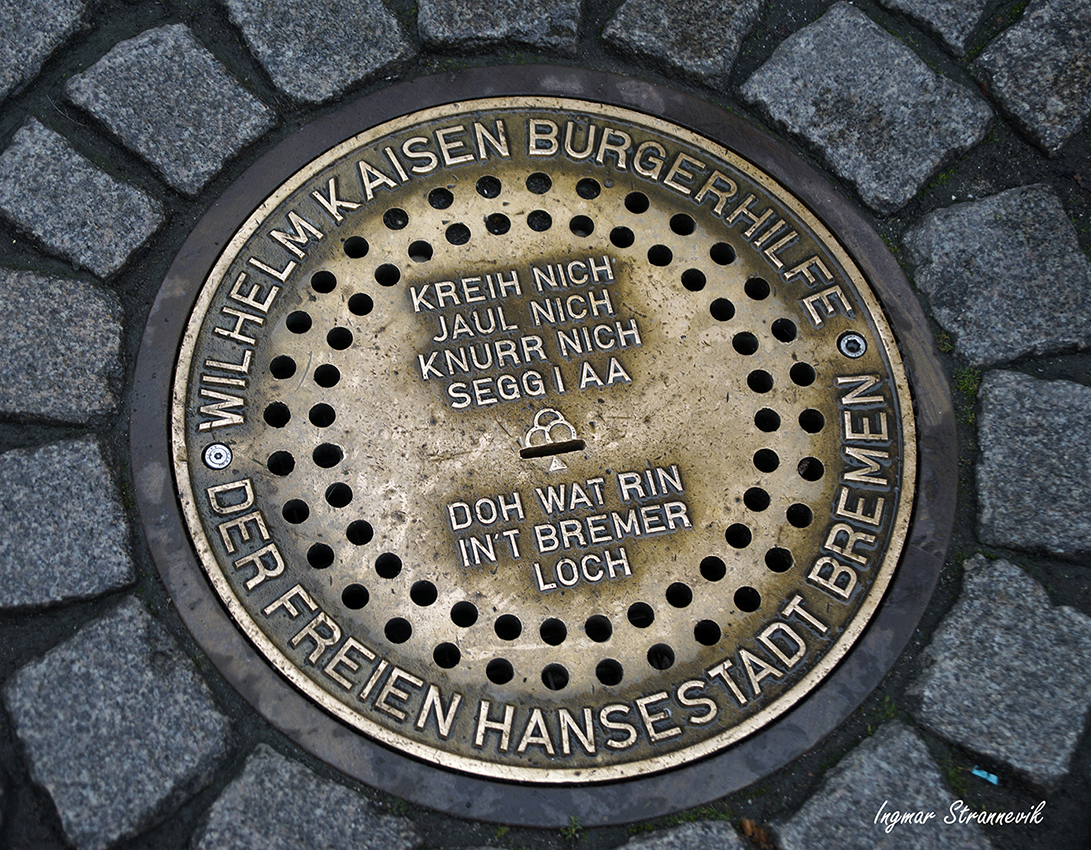 WILHELM KAISEN BÜRGERHILFE
KREIH NICH'
JAUL NICH
KNURR NICH
SEGG I AA
DOH WAT RIN
IN'T BREMER
LOCH
DER FREIEN HANSESTADT BREMEN
Ingmar Strannevik